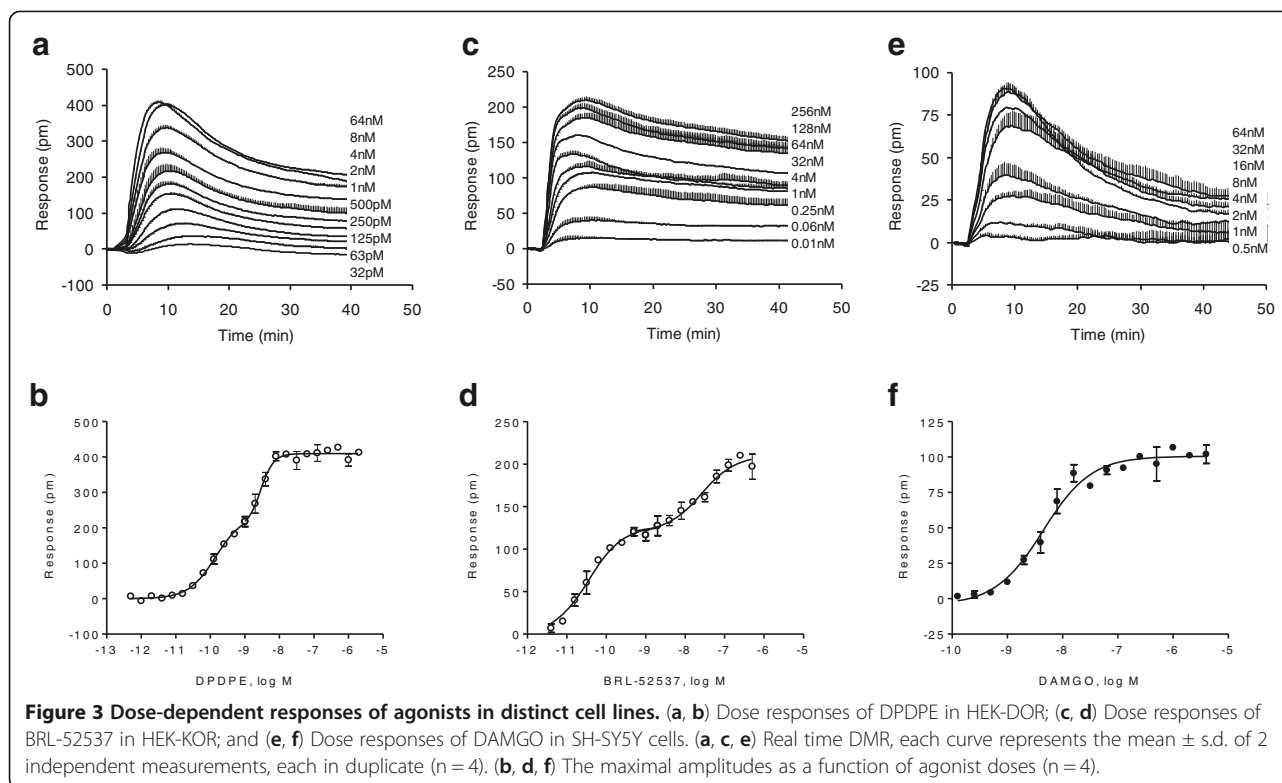 a
500
400
300
200
100
0
-100
Response (pm)
0 10 20 30 40 50
Time (min)
64nM
8nM
4nM
2nM
1nM
500pM
250pM
125pM
63pM
32pM
c
250
200
150
100
50
0
-50
Response (pm)
0 10 20 30 40 50
Time (min)
256nM
128nM
64nM
32nM
4nM
1nM
0.25nM
0.06nM
0.01nM
e
100
75
50
25
0
-25
Response (pm)
0 10 20 30 40 50
Time (min)
64nM
32nM
16nM
8nM
4nM
2nM
1nM
0.5nM
b
500
400
300
200
100
0
-100
Response (pm)
-13 -12 -11 -10 -9 -8 -7 -6 -5
DPDPE, log M
d
250
200
150
100
50
0
Response (pm)
-12 -11 -10 -9 -8 -7 -6 -5
BRL-52537, log M
f
125
100
75
50
25
0
-25
Response (pm)
-10 -9 -8 -7 -6 -5
DAMGO, log M
Figure 3 Dose-dependent responses of agonists in distinct cell lines. (a, b) Dose responses of DPDPE in HEK-DOR; (c, d) Dose responses of
BRL-52537 in HEK-KOR; and (e, f) Dose responses of DAMGO in SH-SY5Y cells. (a, c, e) Real time DMR, each curve represents the mean ± s.d. of 2
independent measurements, each in duplicate (n = 4). (b, d, f) The maximal amplitudes as a function of agonist doses (n = 4).